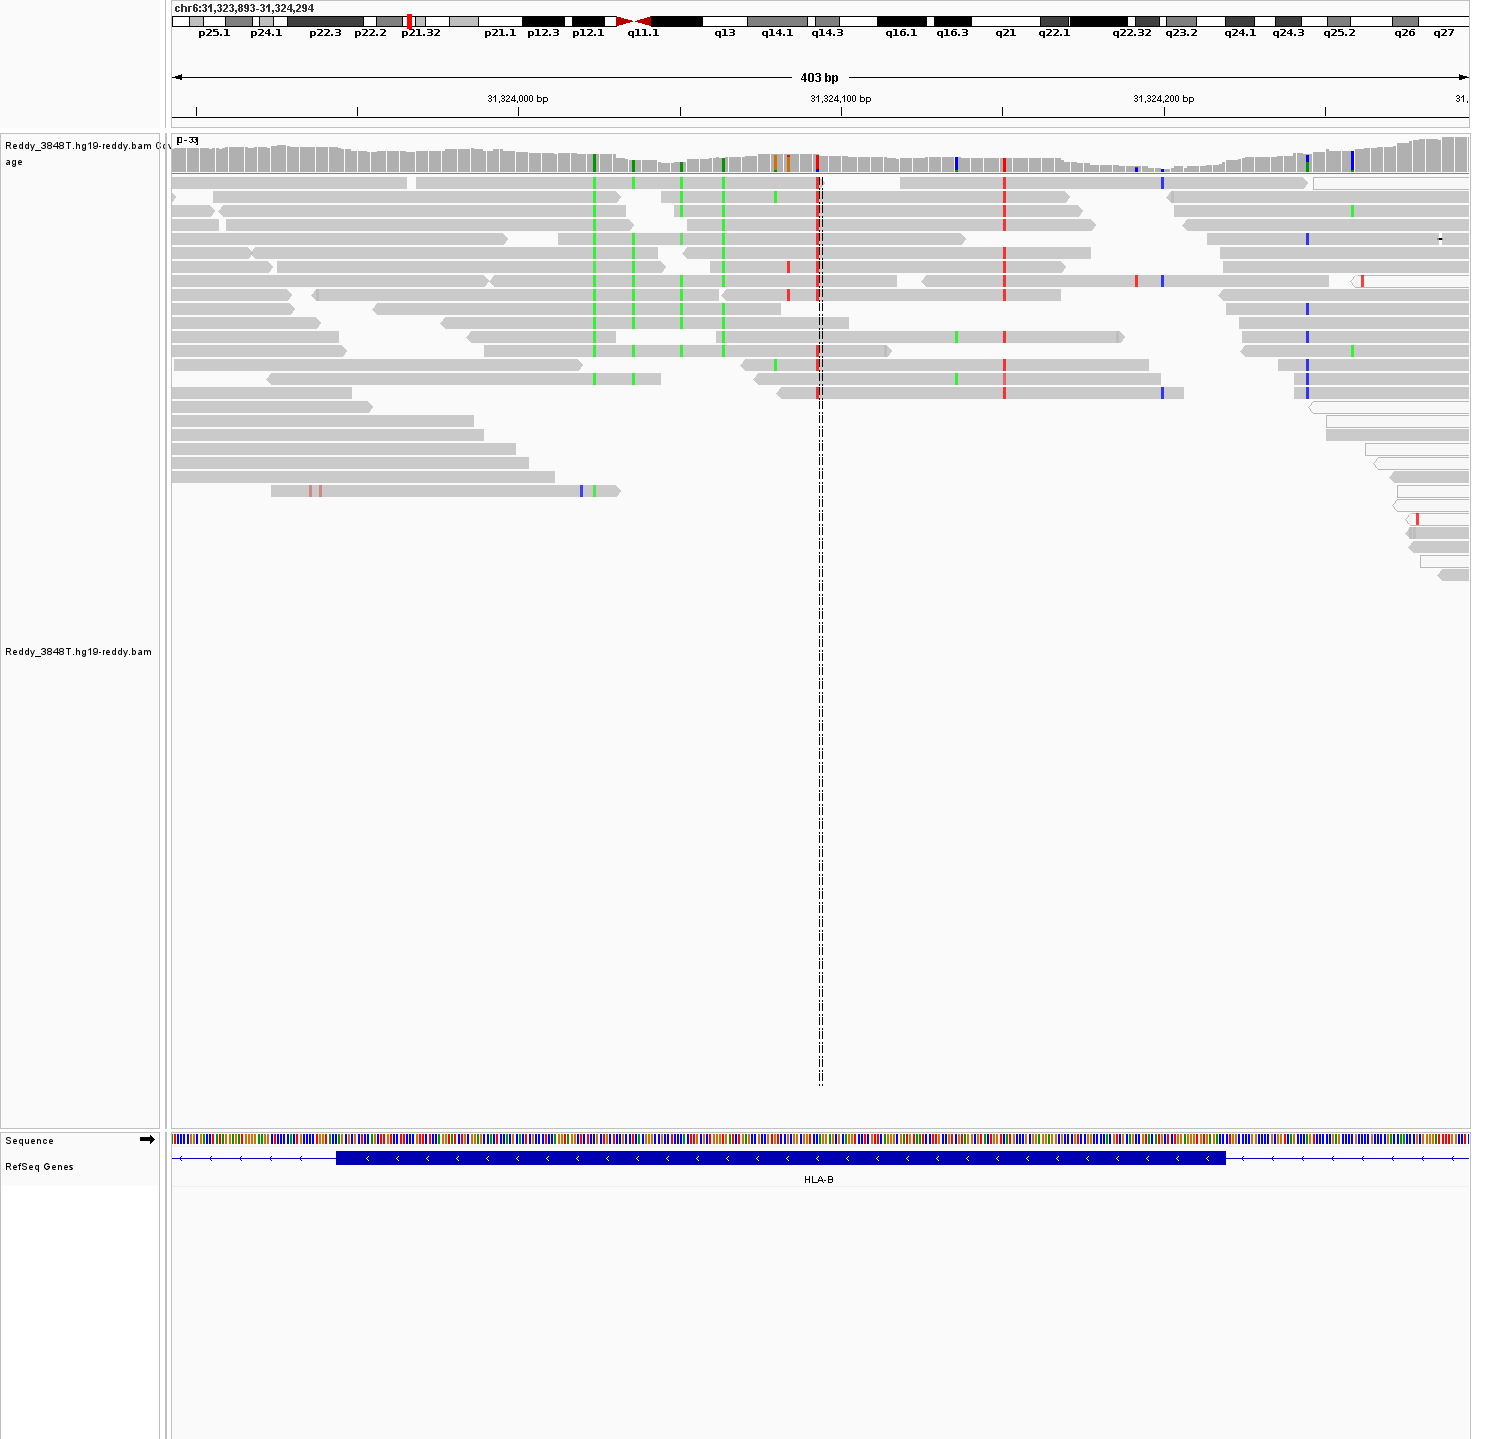 chr6:31,323,893-31,324,294
p25.1 p24.1 p22.3 p22.2 p21.32 p21.1 p12.3 p12.1 q11.1 q13 q14.1 q14.3 q16.1 q16.3 q21 q22.1 q22.32 q23.2 q24.1 q24.3 q25.2 q26 q27
403 bp
31,324,000 bp 31,324,100 bp 31,324,200 bp 31,
[0-33]
Reddy_3848T.hg19-reddy.bam Cov
age
Reddy_3848T.hg19-reddy.bam
Sequence
RefSeq Genes
HLA-B